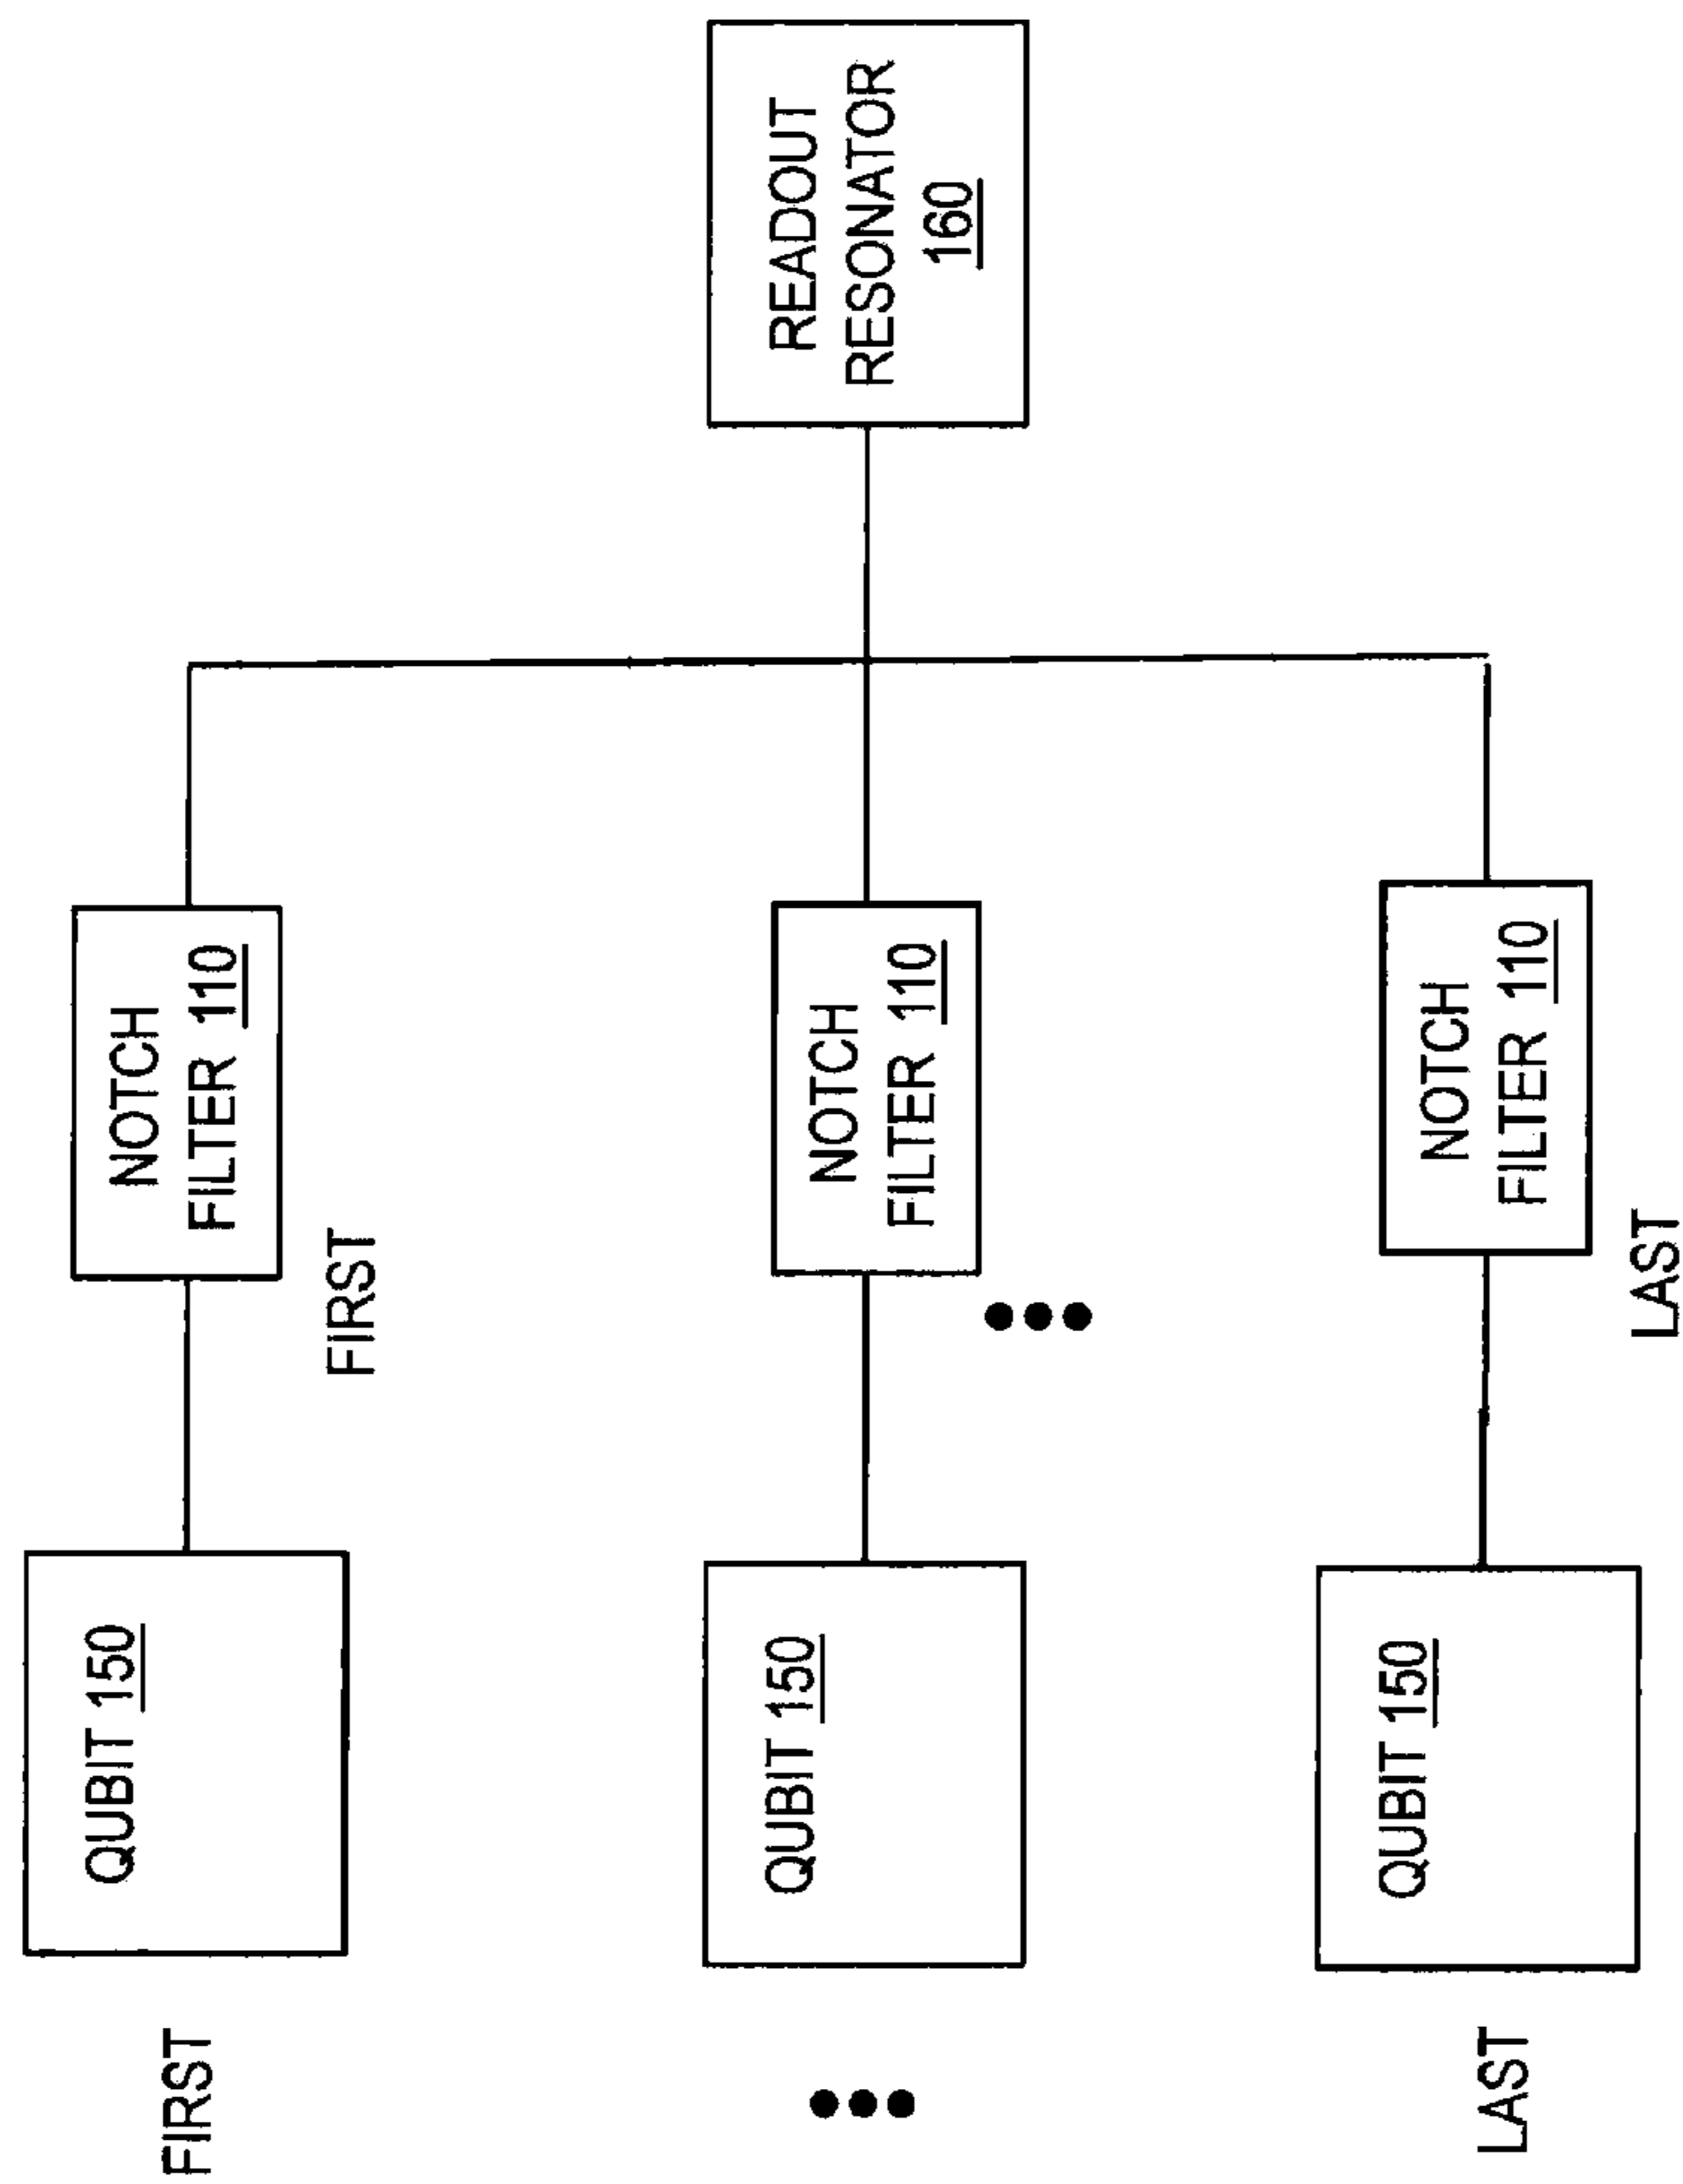 FIRST
QUBIT 150
NOTCH
FILTER 110
FIRST
READOUT
RESONATOR
160
•••
QUBIT 150
NOTCH
FILTER 110
•••
LAST
QUBIT 150
NOTCH
FILTER 110
LAST